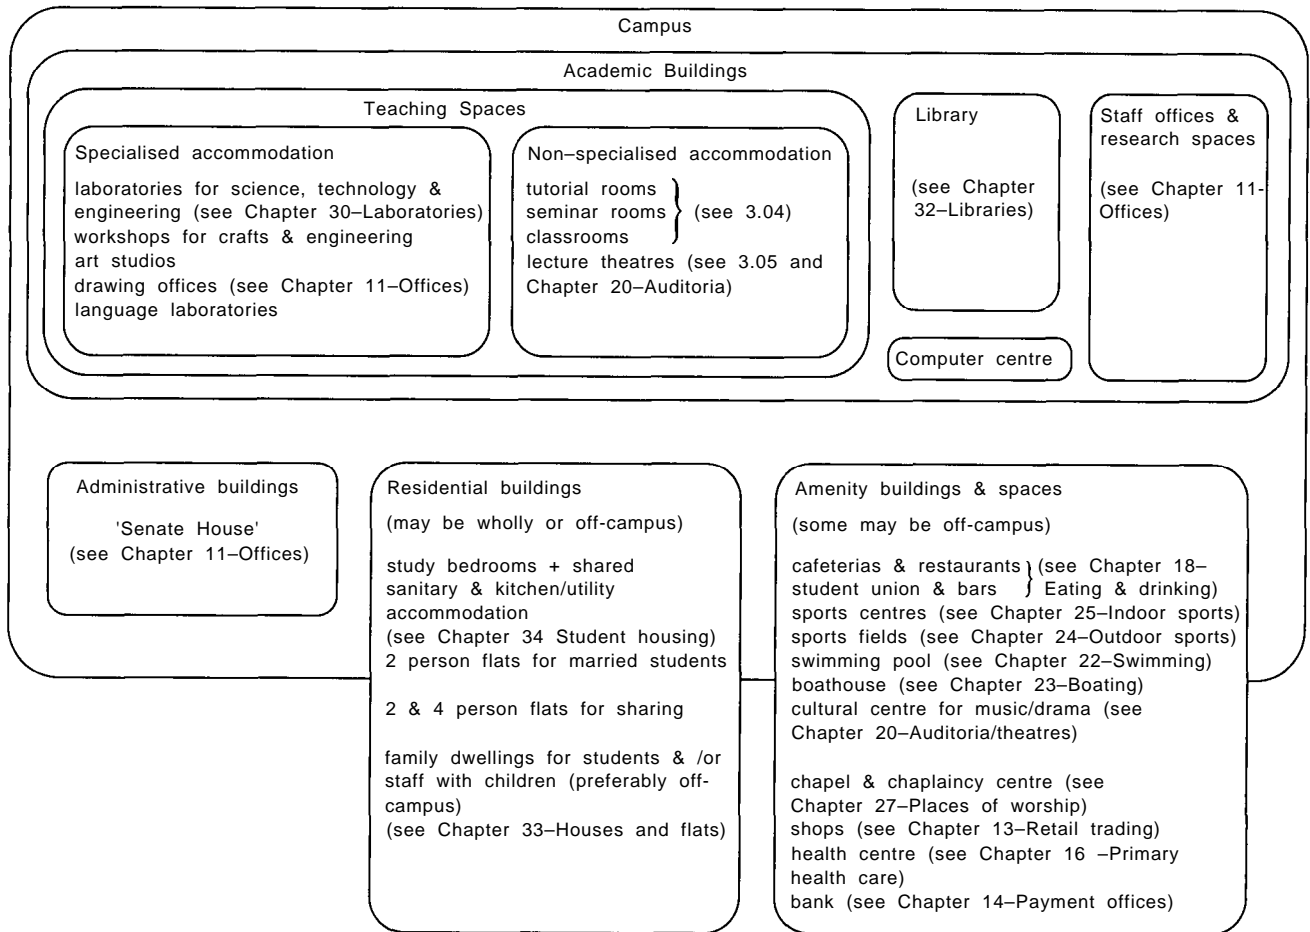 Campus
Academic Buildings
Teaching Spaces
Specialised accommodation
laboratories for science, technology &
engineering (see Chapter 30–Laboratories)
workshops for crafts & engineering
art studios
drawing offices (see Chapter 11–Offices)
language laboratories
Non–specialised accommodation
tutorial rooms
seminar rooms (see 3.04)
classrooms
lecture theatres (see 3.05 and
Chapter 20–Auditoria)
Library
(see Chapter
32–Libraries)
Computer centre
Staff offices &
research spaces
(see Chapter 11-
Offices)
Administrative buildings
'Senate House'
(see Chapter 11–Offices)
Residential buildings
(may be wholly or off-campus)
study bedrooms + shared
sanitary & kitchen/utility
accommodation
(see Chapter 34 Student housing)
2 person flats for married students
2 & 4 person flats for sharing
family dwellings for students & /or
staff with children (preferably off-
campus)
(see Chapter 33–Houses and flats)
Amenity buildings & spaces
(some may be off-campus)
cafeterias & restaurants (see Chapter 18–
student union & bars Eating & drinking)
sports centres (see Chapter 25–Indoor sports)
sports fields (see Chapter 24–Outdoor sports)
swimming pool (see Chapter 22–Swimming)
boathouse (see Chapter 23–Boating)
cultural centre for music/drama (see
Chapter 20–Auditoria/theatres)
chapel & chaplaincy centre (see
Chapter 27–Places of worship)
shops (see Chapter 13–Retail trading)
health centre (see Chapter 16 –Primary
health care)
bank (see Chapter 14–Payment offices)